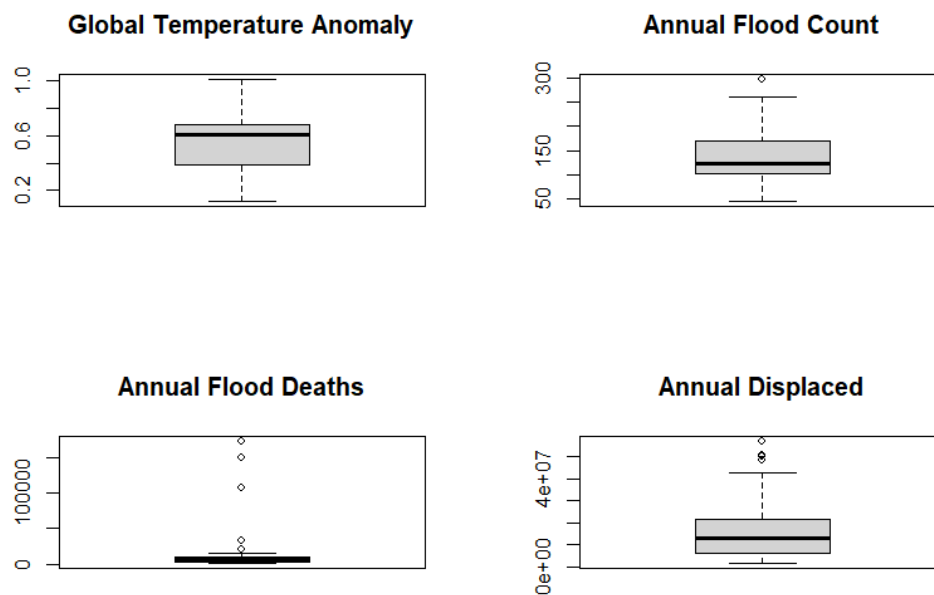 Global Temperature Anomaly
1.0
0.6
0.2
Annual Flood Count
300
150
50
Annual Flood Deaths
100000
0
Annual Displaced
4e+07
0e+00